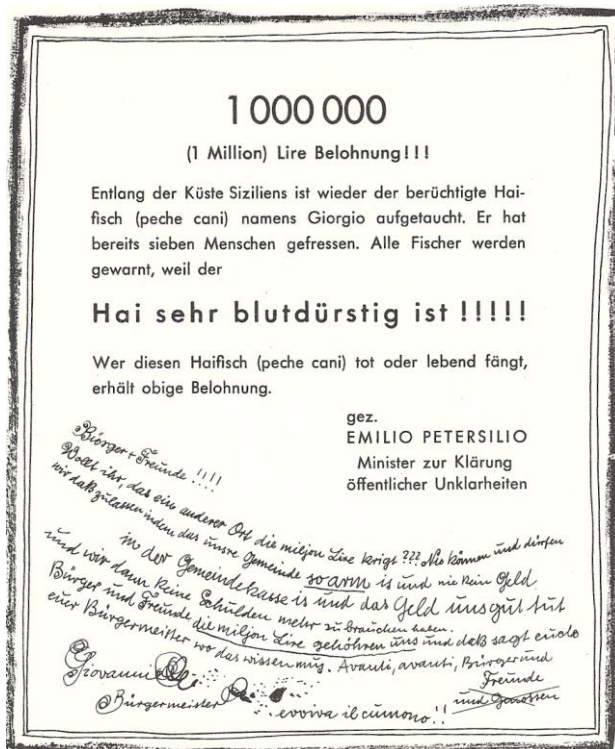 1 000 000
(1 Million) Lire Belohnung!!!
Entlang der Küste Siziliens ist wieder der berüchtigte Hai-
fisch (peche cani) namens Giorgio aufgetaucht. Er hat
bereits sieben Menschen gefressen. Alle Fischer werden
gewarnt, weil der
Hai sehr blutdürstig ist !!!!!
Wer diesen Haifisch (peche cani) tot oder lebend fängt,
erhält obige Belohnung.
gez.
EMILIO PETERSILIO
Minister zur Klärung
öffentlicher Unklarheiten
Bürger + Freunde !!!!
Wollt ihr, das eine anderer Ort die miljon Lire krigt ??? Nie können und dürfen
wir daß zulassen indem das unsre Gemeinde so arm is und nie kein Geld
in der Gemeindekasse is und das Geld uns gut tut
und wir dann keine Schulden mehr zu brauchen haben.
Bürger und Freunde die miljon Lire gehöhren uns und daß sagt
euer Bürgermeister wo das wissen mus. Avanti, avanti, Bürger und
Freunde
und Genossen
Giovanni
Bürgermeister
evviva il cumono !!